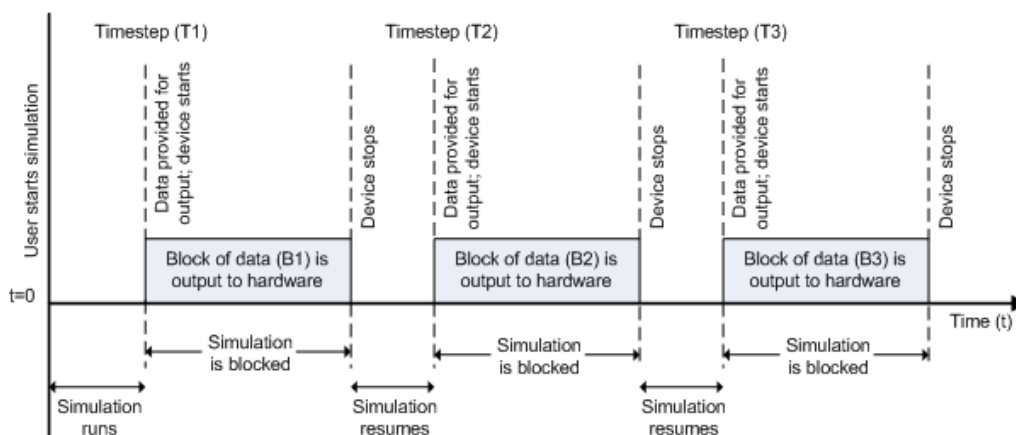 Timestep (T1)
Timestep (T2)
Timestep (T3)
User starts simulation
Data provided for
output; device starts
output
Device stops
Data provided for
output; device starts
output
Device stops
Data provided for
output; device starts
output
Device stops
Block of data (B1) is
output to hardware
Block of data (B2) is
output to hardware
Block of data (B3) is
output to hardware
t=0
Time (t)
Simulation
is blocked
Simulation
is blocked
Simulation
is blocked
Simulation
runs
Simulation
resumes
Simulation
resumes